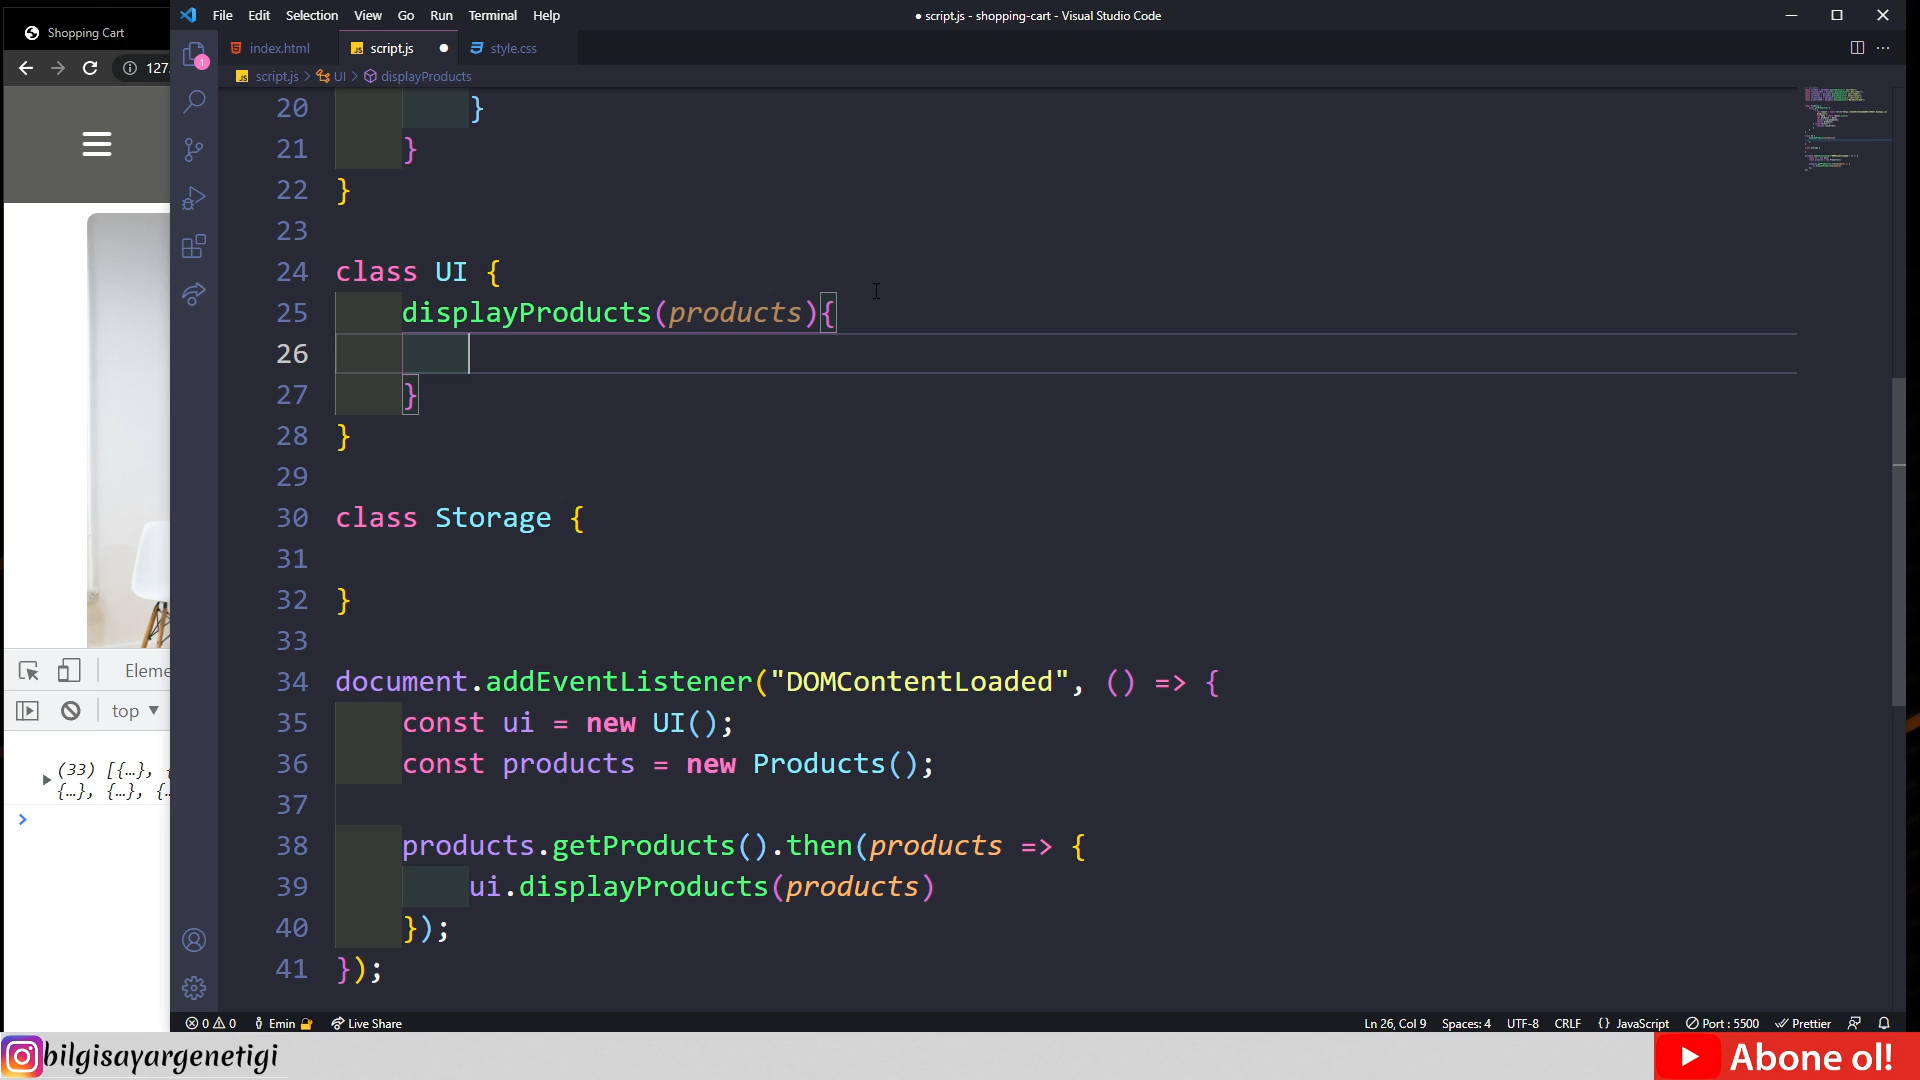 Shopping Cart
127.
Eleme
top ▼
(33) [{…}, {
{…}, {…}, {…
>
File Edit Selection View Go Run Terminal Help
● script.js - shopping-cart - Visual Studio Code
1
index.html
JS script.js ●
style.css
JS script.js > UI > displayProducts
20 }
21 }
22 }
23
24 class UI {
25 displayProducts(products){
26
27 }
28 }
29
30 class Storage {
31
32 }
33
34 document.addEventListener("DOMContentLoaded", () => {
35 const ui = new UI();
36 const products = new Products();
37
38 products.getProducts().then(products => {
39 ui.displayProducts(products)
40 });
41 });
0 0 Emin Live Share
Ln 26, Col 9 Spaces: 4 UTF-8 CRLF {} JavaScript Port : 5500 Prettier
bilgisayargenetigi
Abone ol!